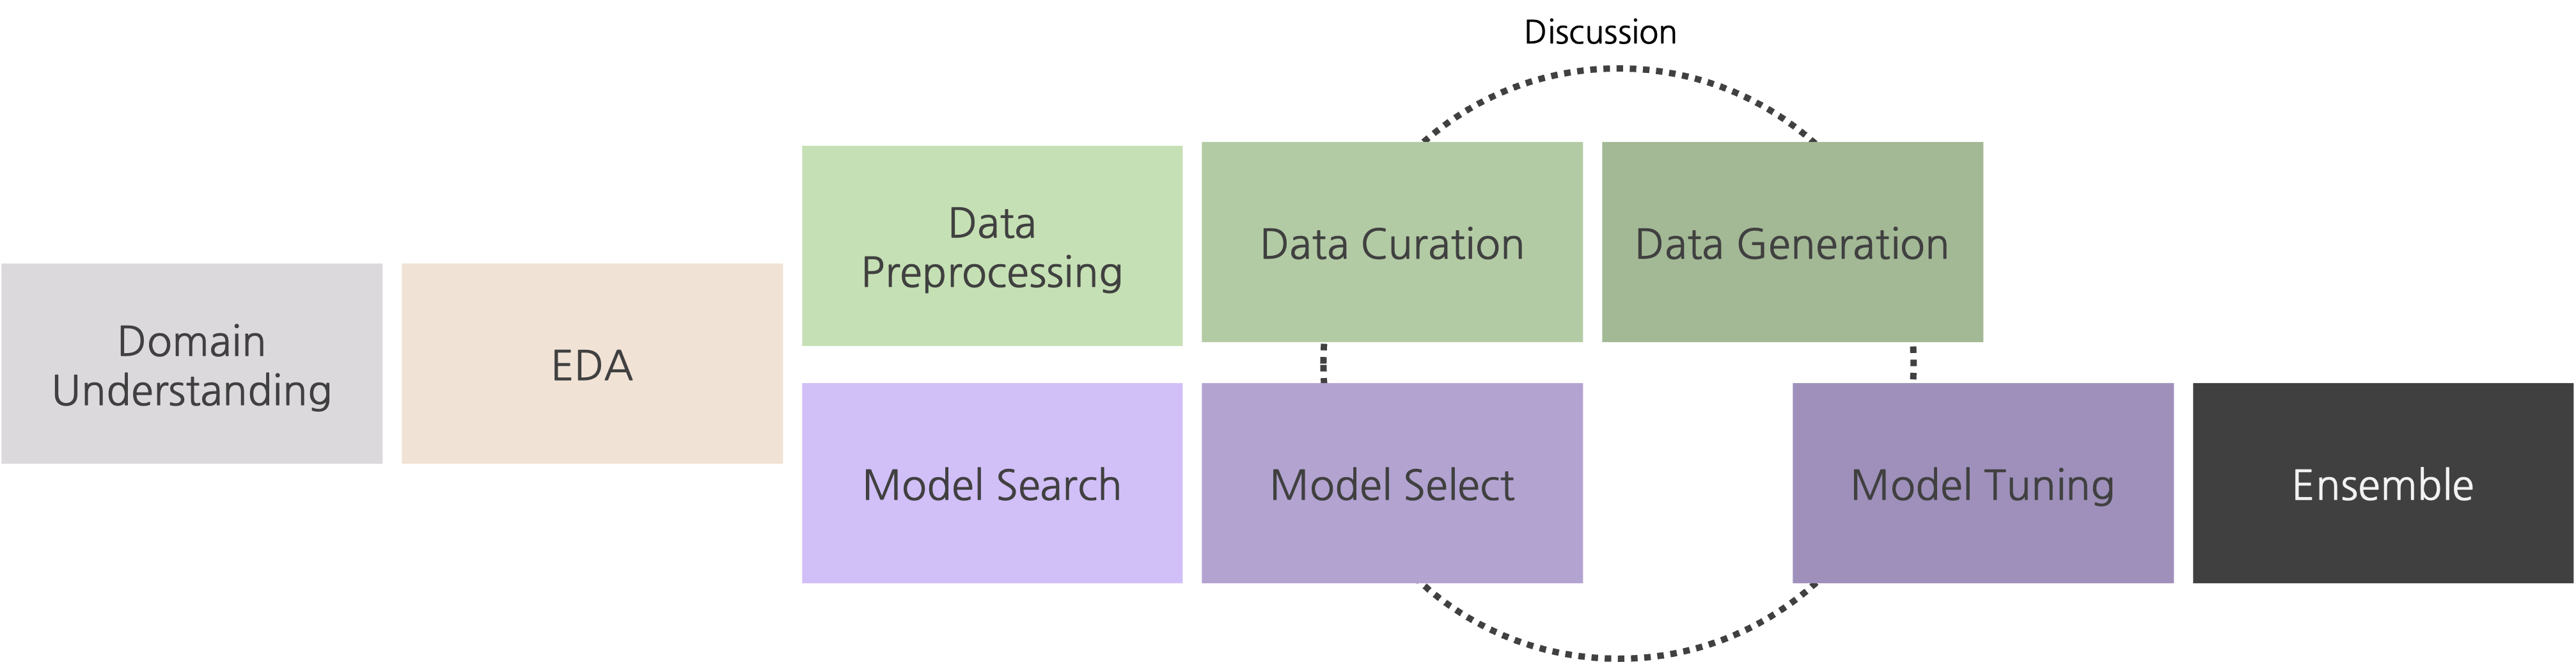 Discussion
Domain
Understanding
EDA
Data
Preprocessing
Data Curation
Data Generation
Model Search
Model Select
Model Tuning
Ensemble